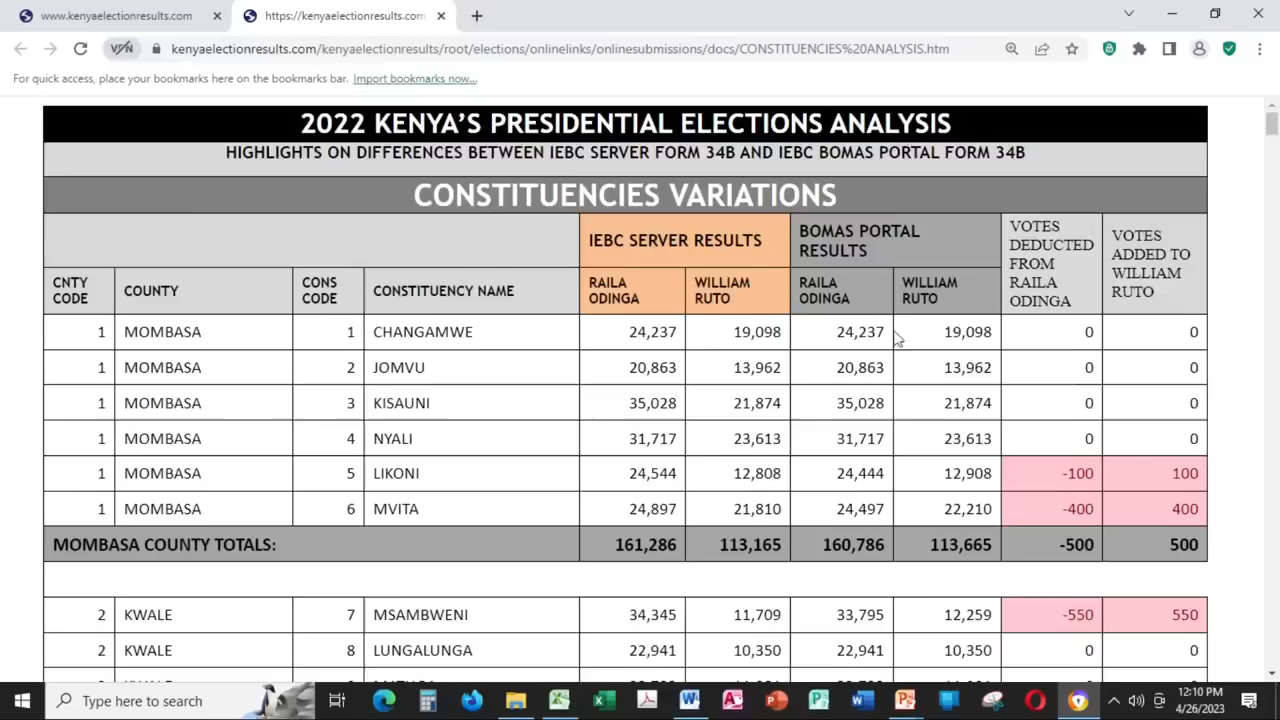 www.kenyaelectionresults.com
https://kenyaelectionresults.com
VPN
kenyaelectionresults.com/kenyaelectionresults/root/elections/onlinelinks/onlinesubmissions/docs/CONSTITUENCIES%20ANALYSIS.htm
For quick access, place your bookmarks here on the bookmarks bar. Import bookmarks now...
2022 KENYA’S PRESIDENTIAL ELECTIONS ANALYSIS
HIGHLIGHTS ON DIFFERENCES BETWEEN IEBC SERVER FORM 34B AND IEBC BOMAS PORTAL FORM 34B
CONSTITUENCIES VARIATIONS
IEBC SERVER RESULTS
BOMAS PORTAL
RESULTS
VOTES
DEDUCTED
FROM
RAILA
ODINGA
VOTES
ADDED TO
WILLIAM
RUTO
CNTY
CODE
COUNTY
CONS
CODE
CONSTITUENCY NAME
RAILA
ODINGA
WILLIAM
RUTO
RAILA
ODINGA
WILLIAM
RUTO
1 MOMBASA 1 CHANGAMWE 24,237 19,098 24,237 19,098 0 0
1 MOMBASA 2 JOMVU 20,863 13,962 20,863 13,962 0 0
1 MOMBASA 3 KISAUNI 35,028 21,874 35,028 21,874 0 0
1 MOMBASA 4 NYALI 31,717 23,613 31,717 23,613 0 0
1 MOMBASA 5 LIKONI 24,544 12,808 24,444 12,908 -100 100
1 MOMBASA 6 MVITA 24,897 21,810 24,497 22,210 -400 400
MOMBASA COUNTY TOTALS: 161,286 113,165 160,786 113,665 -500 500
2 KWALE 7 MSAMBWENI 34,345 11,709 33,795 12,259 -550 550
2 KWALE 8 LUNGALUNGA 22,941 10,350 22,941 10,350 0 0
Type here to search
12:10 PM
4/26/2023